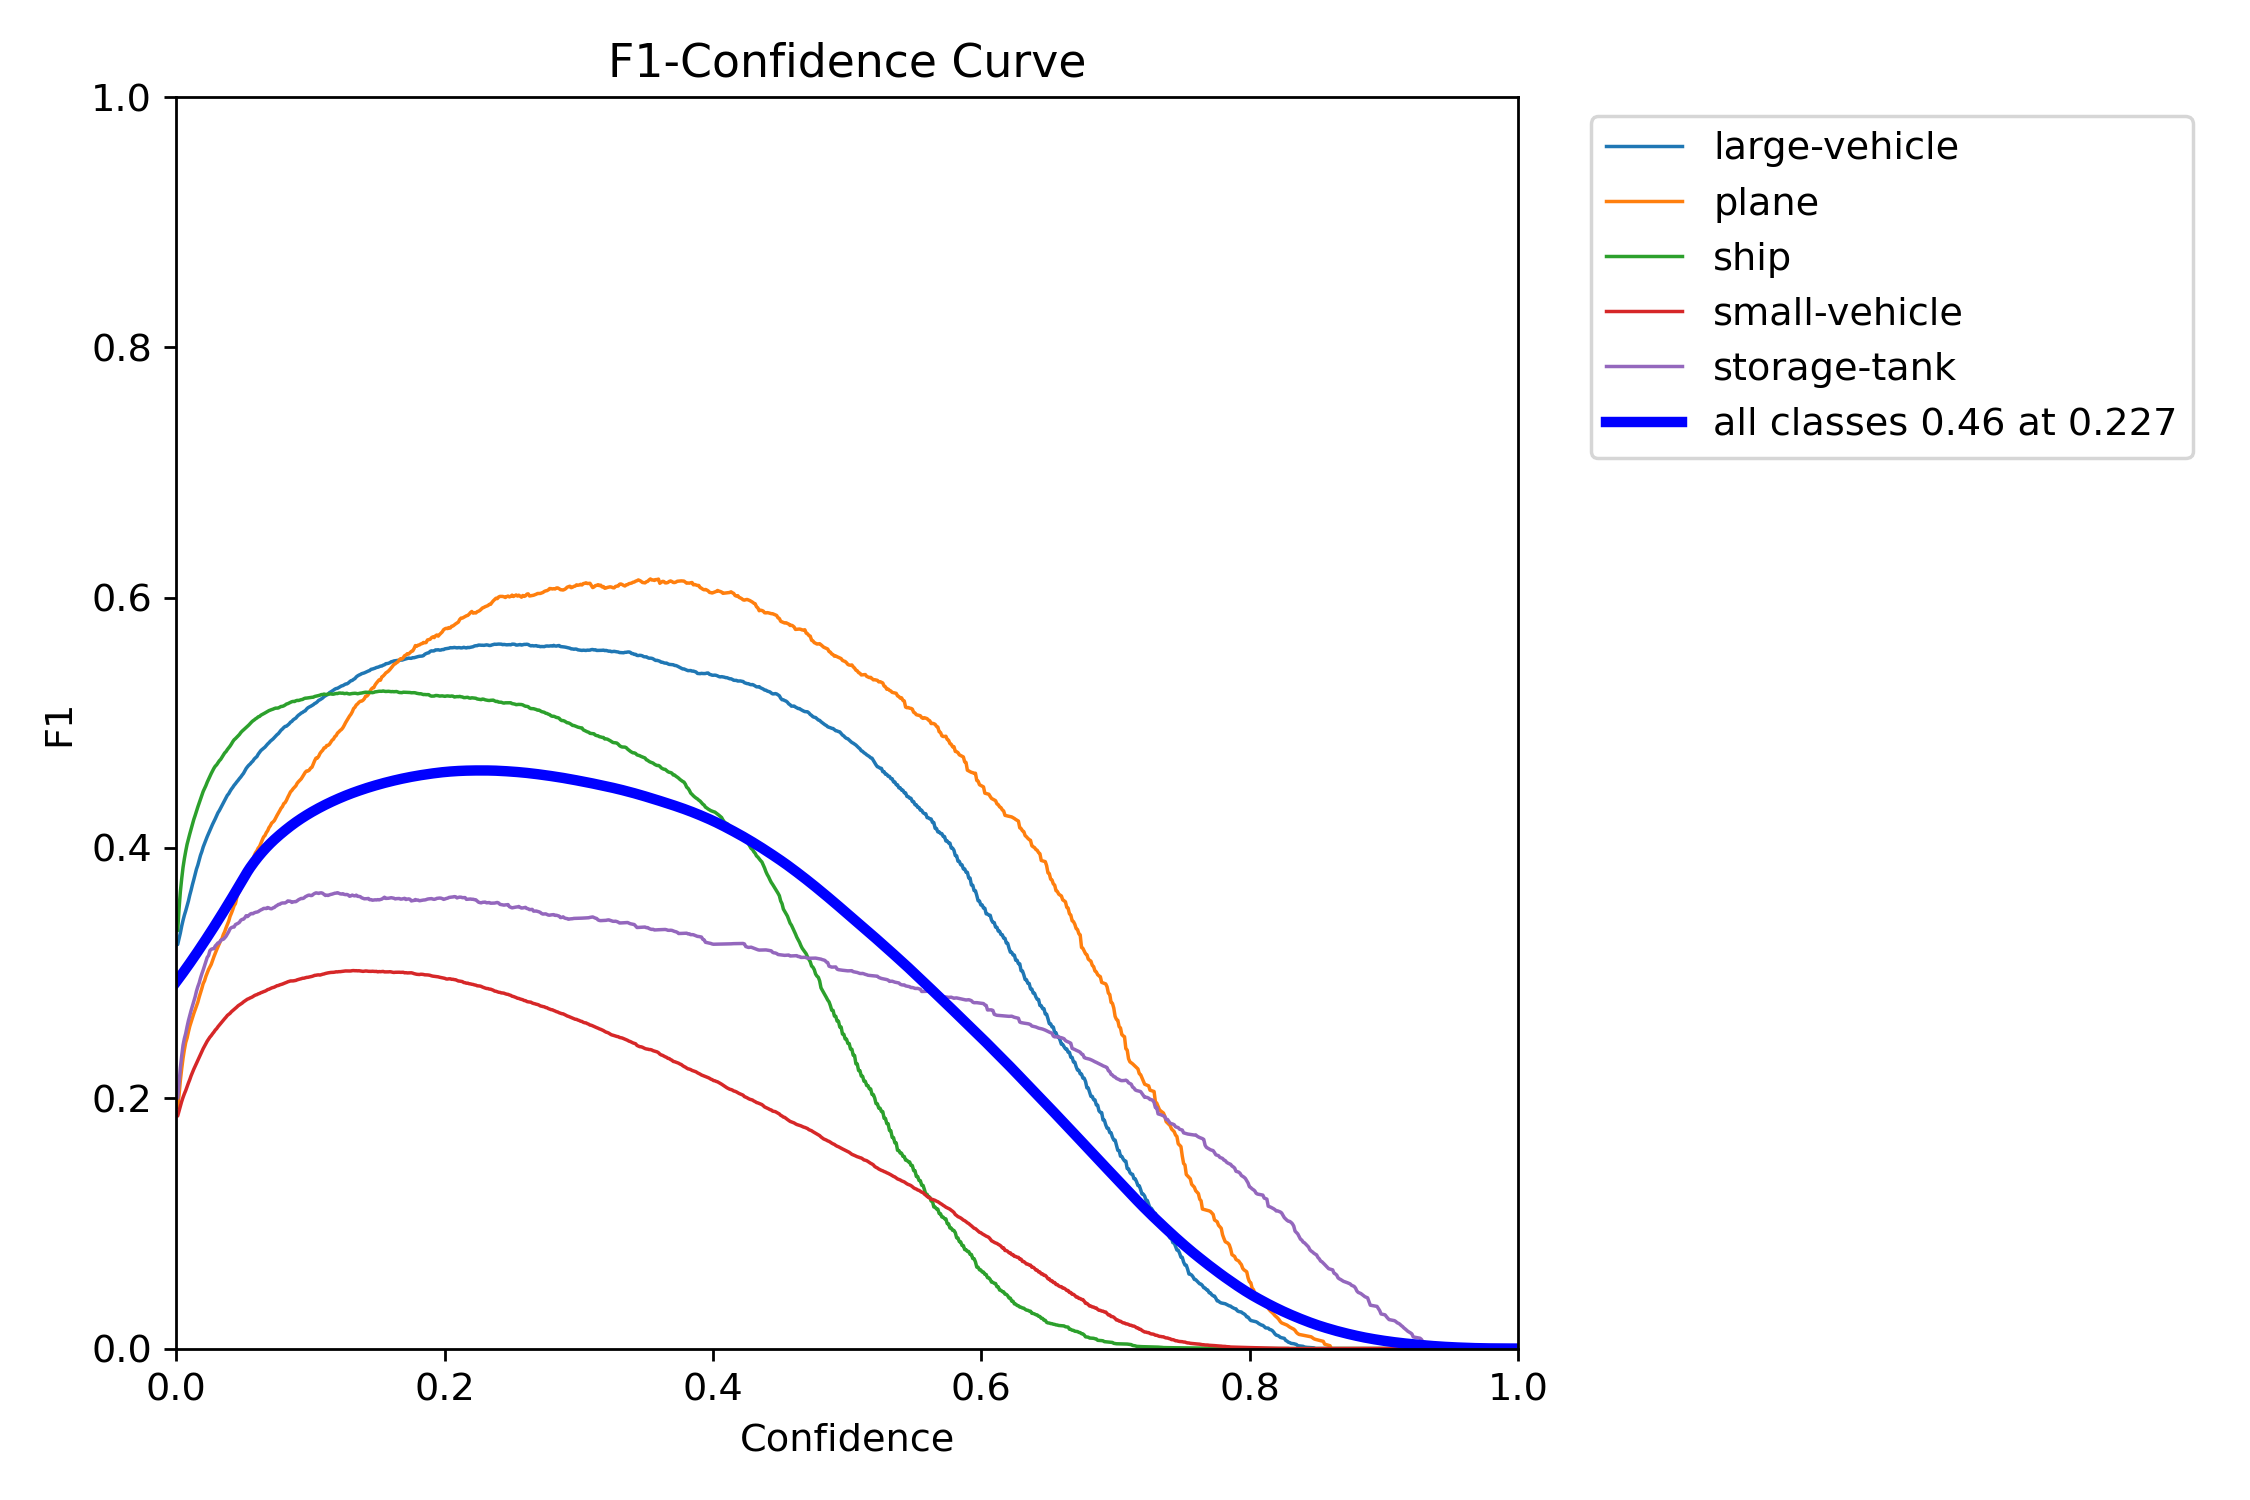 F1-Confidence Curve
1.0
0.8
0.6
0.4
0.2
0.0
F1
0.0 0.2 0.4 0.6 0.8 1.0
Confidence
large-vehicle
plane
ship
small-vehicle
storage-tank
all classes 0.46 at 0.227